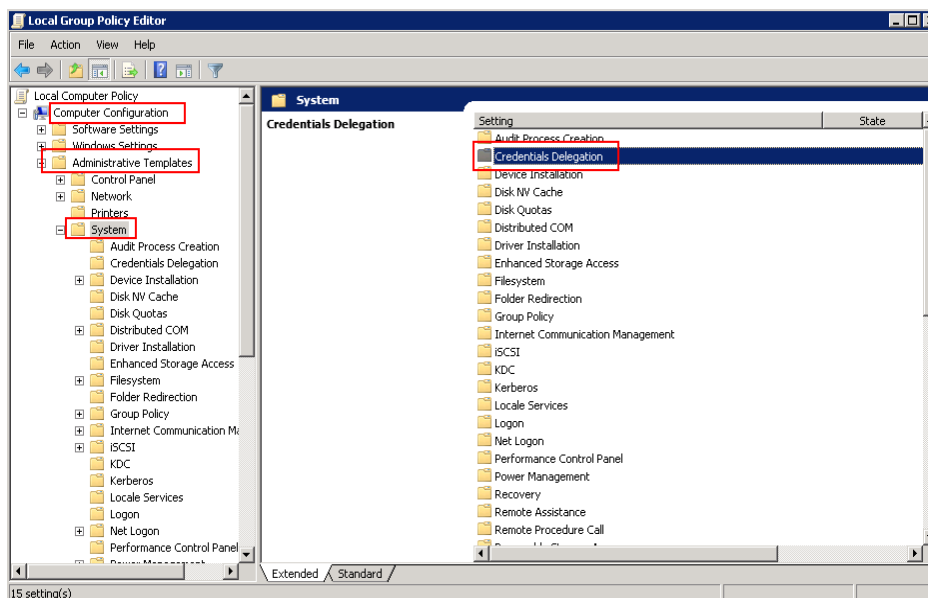 Local Group Policy Editor
File Action View Help
Local Computer Policy
Computer Configuration
Software Settings
Windows Settings
Administrative Templates
Control Panel
Network
Printers
System
Audit Process Creation
Credentials Delegation
Device Installation
Disk NV Cache
Disk Quotas
Distributed COM
Driver Installation
Enhanced Storage Access
Filesystem
Folder Redirection
Group Policy
Internet Communication Ma
iSCSI
KDC
Kerberos
Locale Services
Logon
Net Logon
Performance Control Panel
Power Management
System
Credentials Delegation
Setting State
Audit Process Creation
Credentials Delegation
Device Installation
Disk NV Cache
Disk Quotas
Distributed COM
Driver Installation
Enhanced Storage Access
Filesystem
Folder Redirection
Group Policy
Internet Communication Management
iSCSI
KDC
Kerberos
Locale Services
Logon
Net Logon
Performance Control Panel
Power Management
Recovery
Remote Assistance
Remote Procedure Call
Extended Standard
15 setting(s)